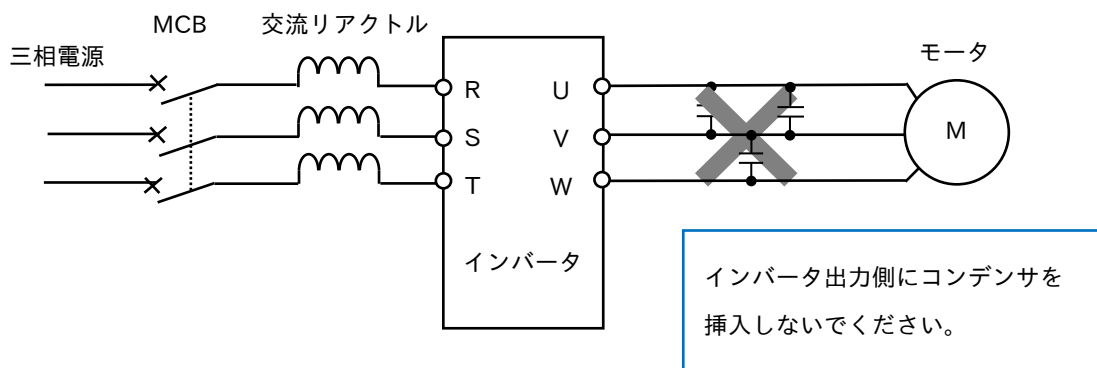 MCB
交流リアクトル
三相電源
モータ
R
U
S
V
M
T
W
インバータ
インバータ出力側にコンデンサを
挿入しないでください。